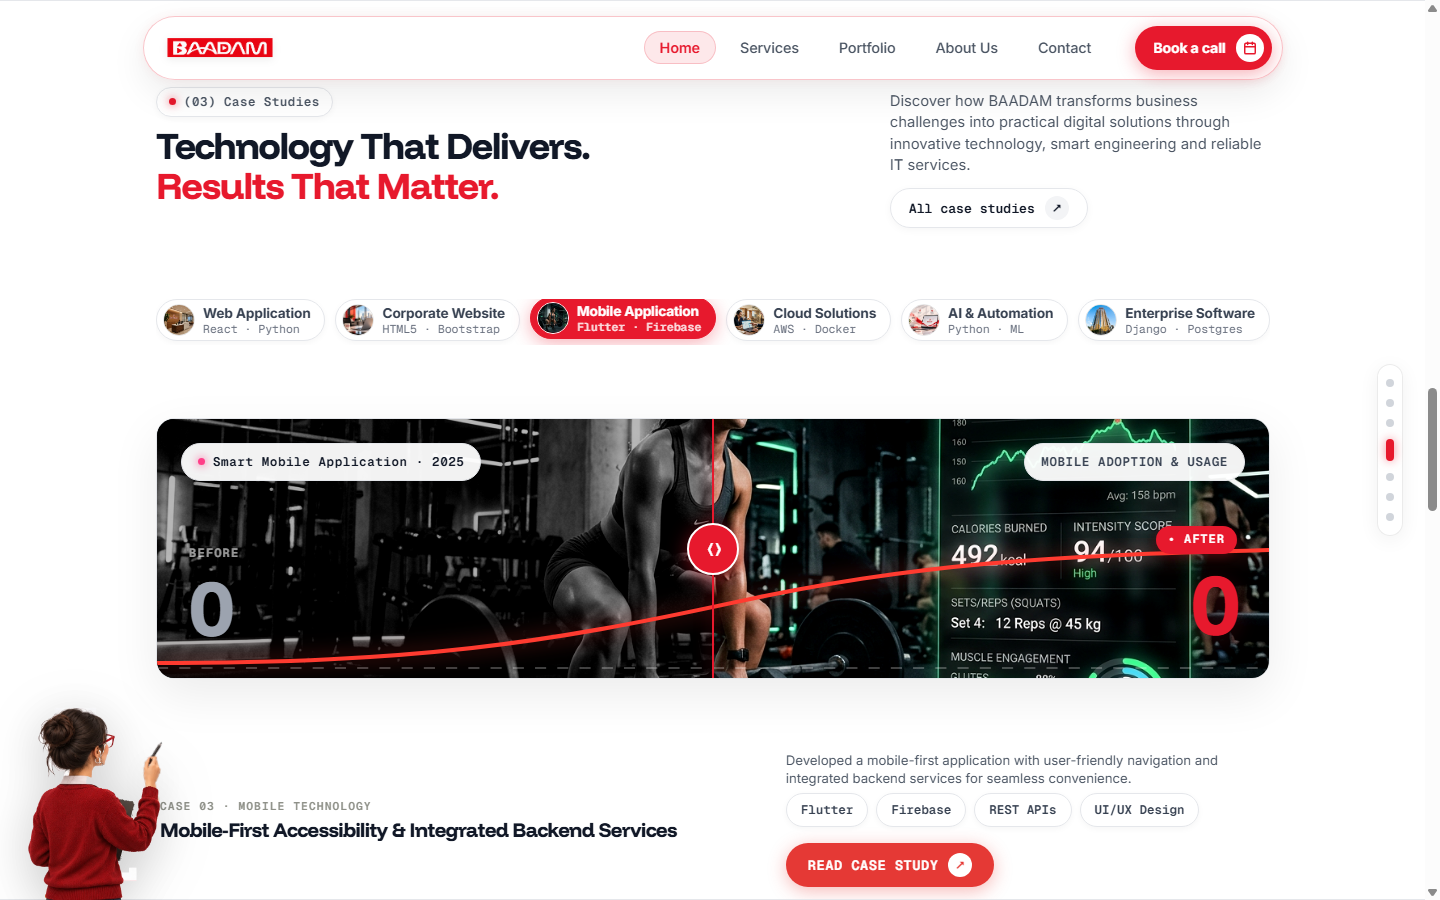 BAADAM
Home
Services
Portfolio
About Us
Contact
Book a call
(03) Case Studies
Technology That Delivers.
Results That Matter.
Discover how BAADAM transforms business
challenges into practical digital solutions through
innovative technology, smart engineering and reliable
IT services.
All case studies ↗
Web Application
React · Python
Corporate Website
HTML5 · Bootstrap
Mobile Application
Flutter · Firebase
Cloud Solutions
AWS · Docker
AI & Automation
Python · ML
Enterprise Software
Django · Postgres
Smart Mobile Application · 2025
MOBILE ADOPTION & USAGE
180
160
150
160
Avg: 158 bpm
CALORIES BURNED
492 kcal
INTENSITY SCORE
94/100
High
• AFTER
BEFORE
0
0
SETS/REPS (SQUATS)
Set 4: 12 Reps @ 45 kg
MUSCLE ENGAGEMENT
GLUTES
CASE 03 · MOBILE TECHNOLOGY
Mobile-First Accessibility & Integrated Backend Services
Developed a mobile-first application with user-friendly navigation and
integrated backend services for seamless convenience.
Flutter
Firebase
REST APIs
UI/UX Design
READ CASE STUDY ↗